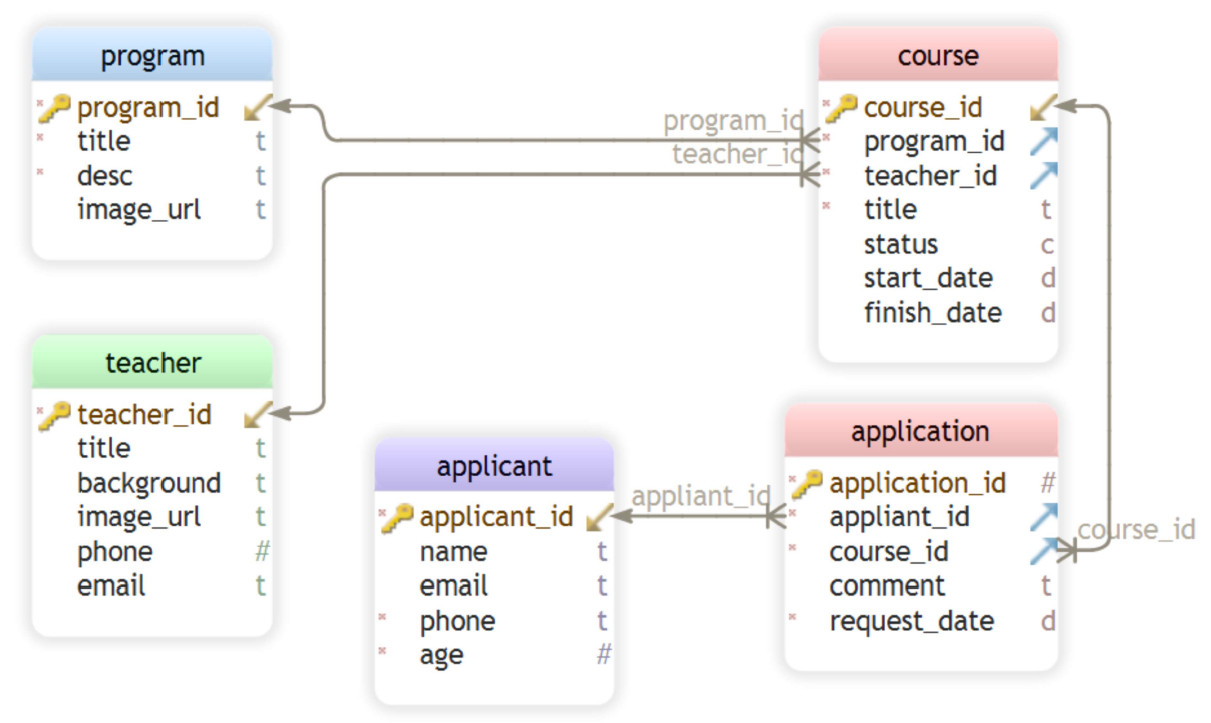 program
program_id
title t
desc t
image_url t
course
course_id
program_id
teacher_id
title t
status c
start_date d
finish_date d
program_id
teacher_id
teacher
teacher_id
title t
background t
image_url t
phone #
email t
applicant
applicant_id
name t
email t
phone t
age #
appliant_id
application
application_id #
appliant_id
course_id
comment t
request_date d
course_id